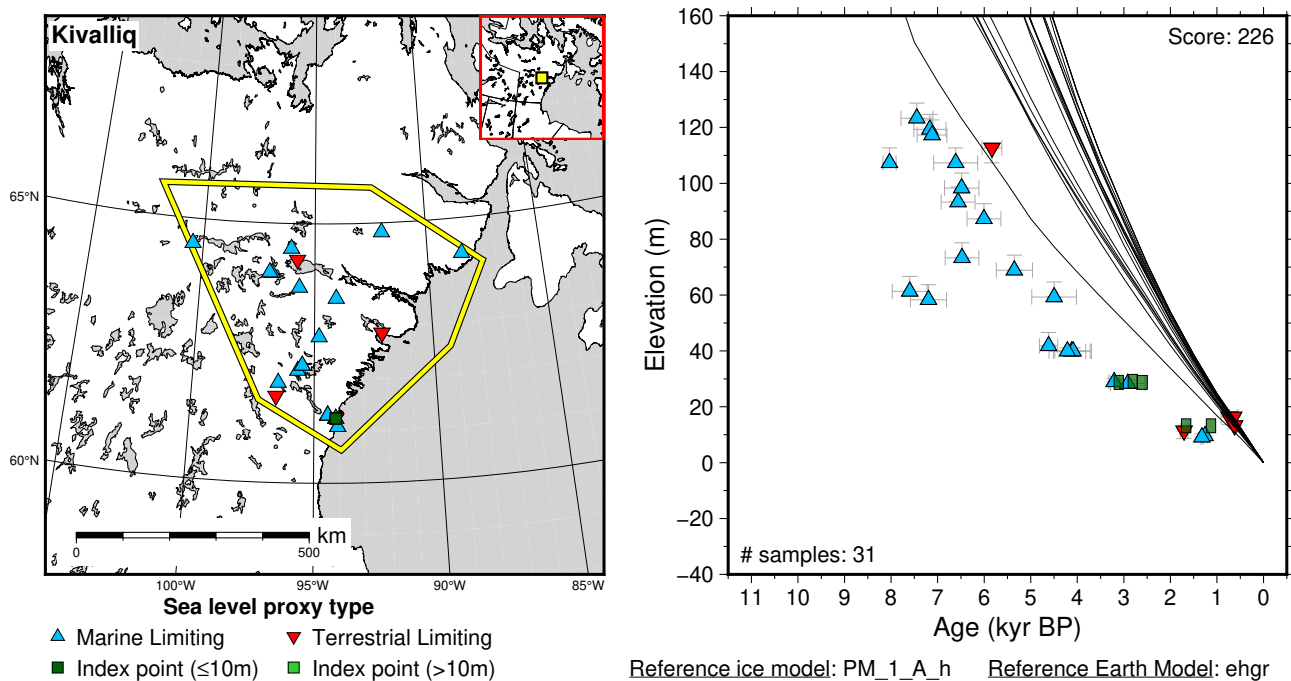 Kivalliq
65°N
60°N
km
0
500
100°W
95°W
90°W
85°W
Sea level proxy type
Marine Limiting
Terrestrial Limiting
Index point (≤10m)
Index point (>10m)
Score: 226
160
140
120
100
80
60
40
20
0
−20
−40
Elevation (m)
# samples: 31
11 10 9 8 7 6 5 4 3 2 1 0
Age (kyr BP)
Reference ice model: PM_1_A_h Reference Earth Model: ehgr